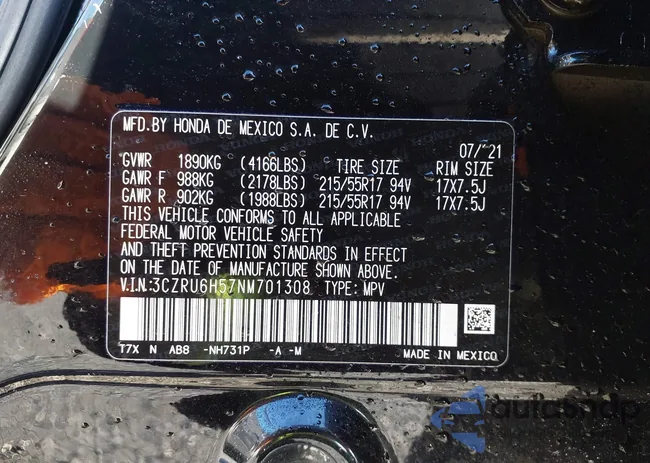 MFD.BY HONDA DE MEXICO S.A. DE C.V.
07/'21
GVWR 1890KG (4166LBS) TIRE SIZE RIM SIZE
GAWR F 988KG (2178LBS) 215/55R17 94V 17X7.5J
GAWR R 902KG (1988LBS) 215/55R17 94V 17X7.5J
THIS VEHICLE CONFORMS TO ALL APPLICABLE
FEDERAL MOTOR VEHICLE SAFETY
AND THEFT PREVENTION STANDARDS IN EFFECT
ON THE DATE OF MANUFACTURE SHOWN ABOVE.
V.I.N:3CZRU6H57NM701308 TYPE: MPV
T7X N AB8 -NH731P -A -M MADE IN MEXICO